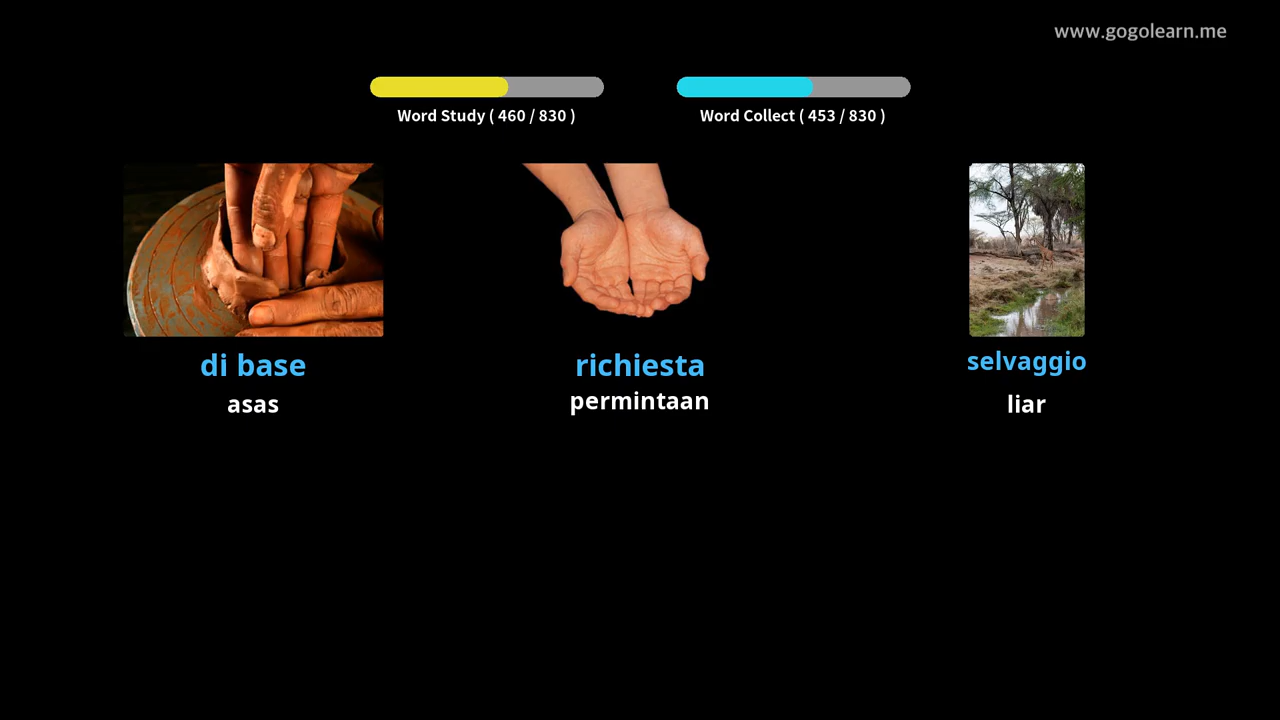 www.gogolearn.me
Word Study ( 460 / 830 )
Word Collect ( 453 / 830 )
di base
asas
richiesta
permintaan
selvaggio
liar